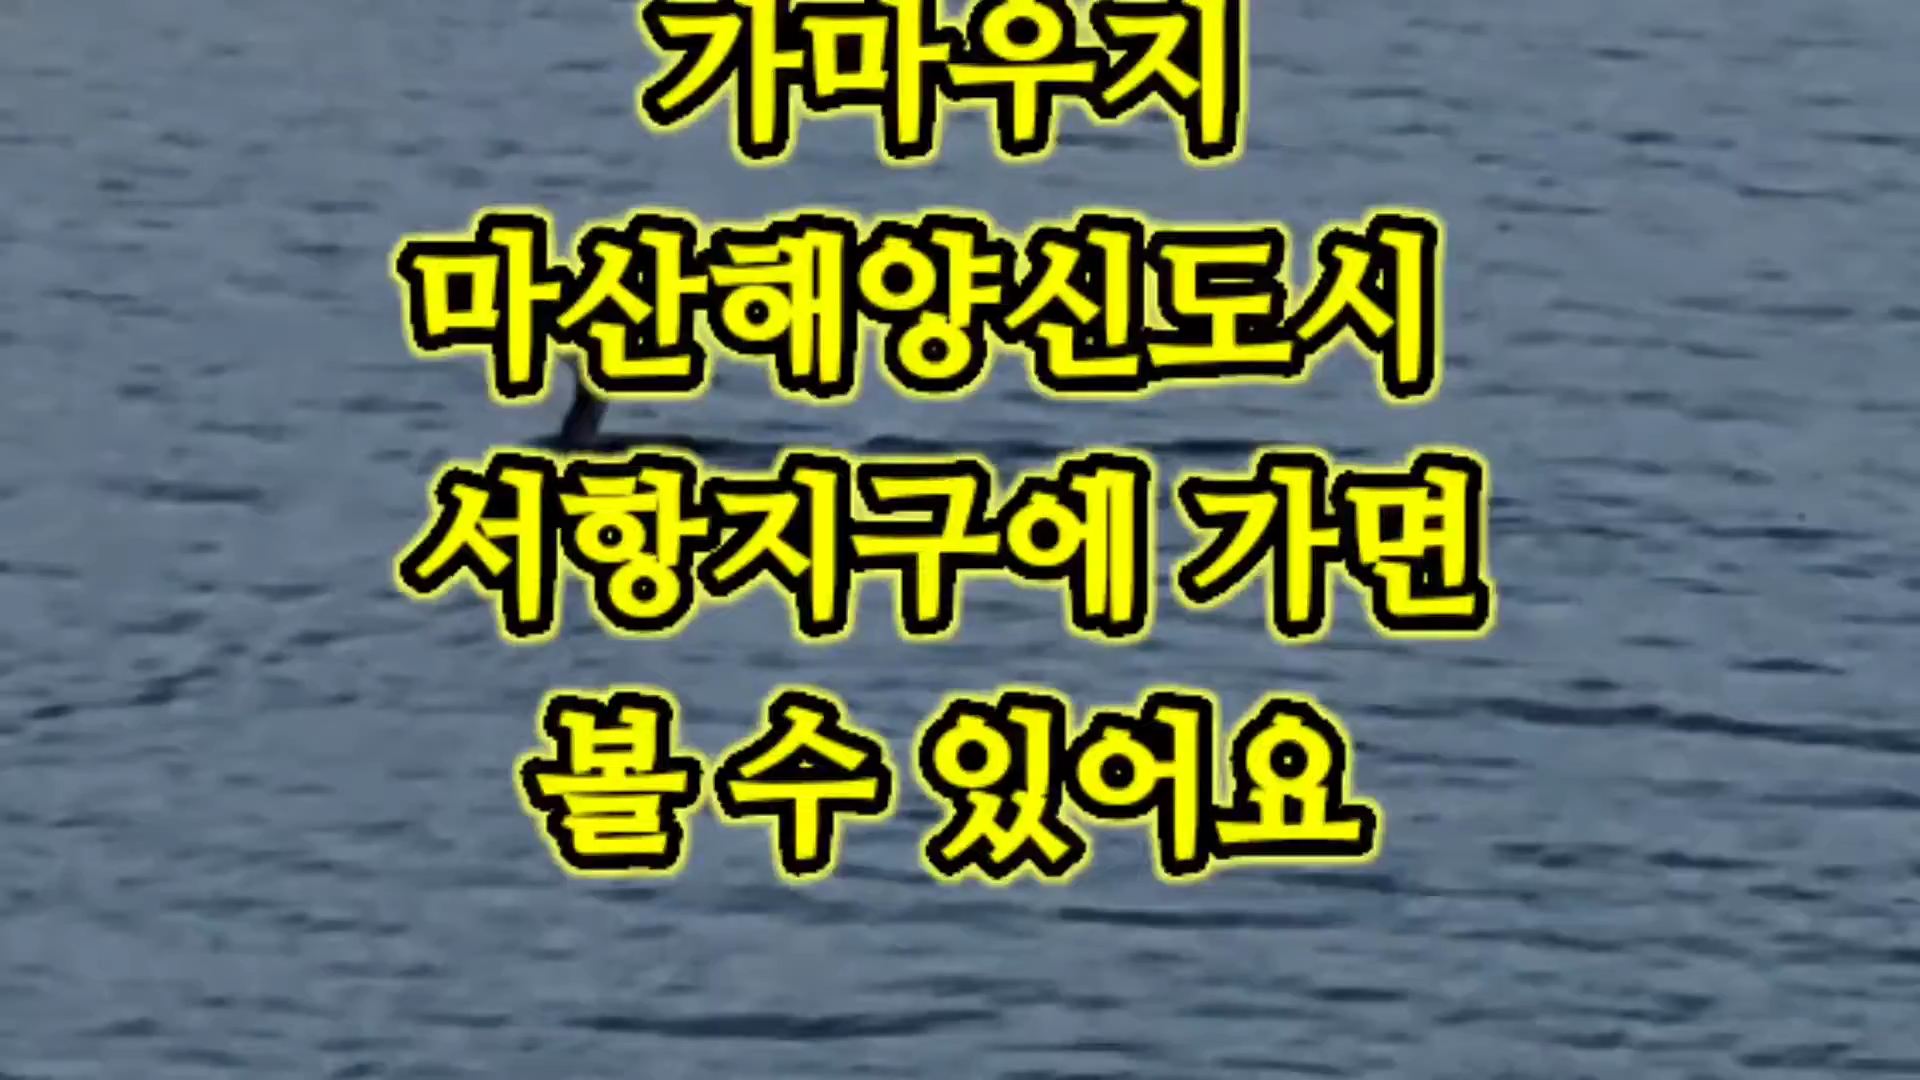 가마우지
마산해양신도시
서항지구에 가면
볼 수 있어요